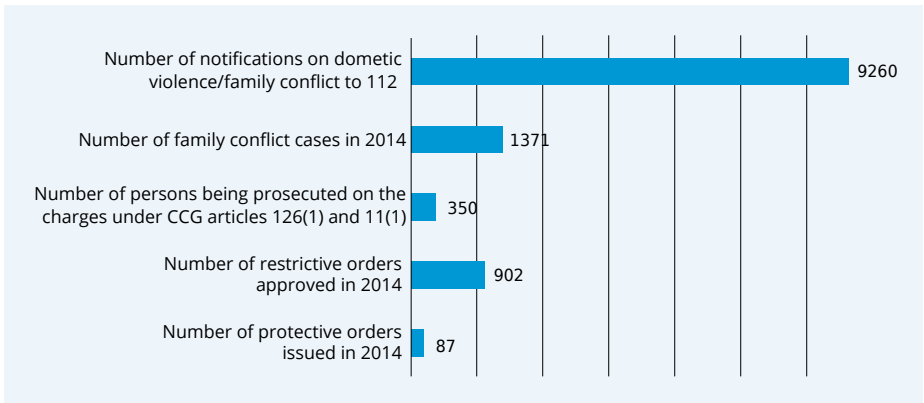 Number of notifications on dometic
violence/family conflict to 112
9260
Number of family conflict cases in 2014
1371
Number of persons being prosecuted on the
charges under CCG articles 126(1) and 11(1)
350
Number of restrictive orders
approved in 2014
902
Number of protective orders
issued in 2014
87